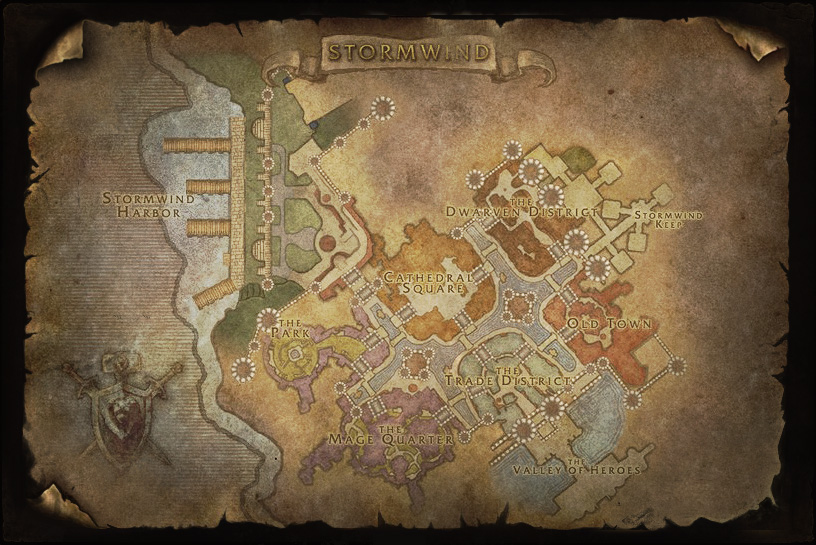 STORMWIND
STORMWIND
HARBOR
THE
DWARVEN DISTRICT
STORMWIND
KEEP
CATHEDRAL
SQUARE
THE
PARK
OLD TOWN
THE
TRADE DISTRICT
THE
MAGE QUARTER
THE
VALLEY OF HEROES